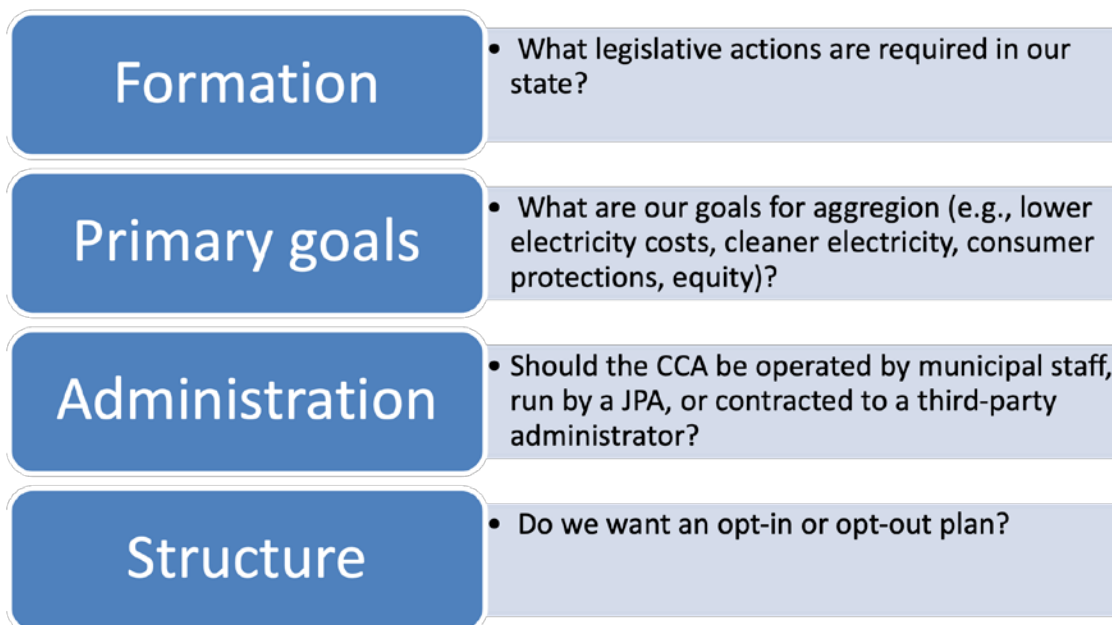 Formation
• What legislative actions are required in our
state?
Primary goals
• What are our goals for aggregion (e.g., lower
electricity costs, cleaner electricity, consumer
protections, equity)?
Administration
• Should the CCA be operated by municipal staff,
run by a JPA, or contracted to a third-party
administrator?
Structure
• Do we want an opt-in or opt-out plan?